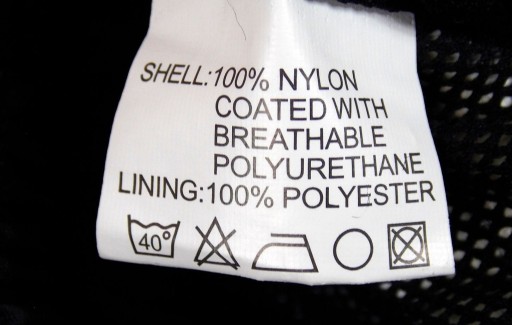 SHELL:100% NYLON
COATED WITH
BREATHABLE
POLYURETHANE
LINING:100% POLYESTER
40°